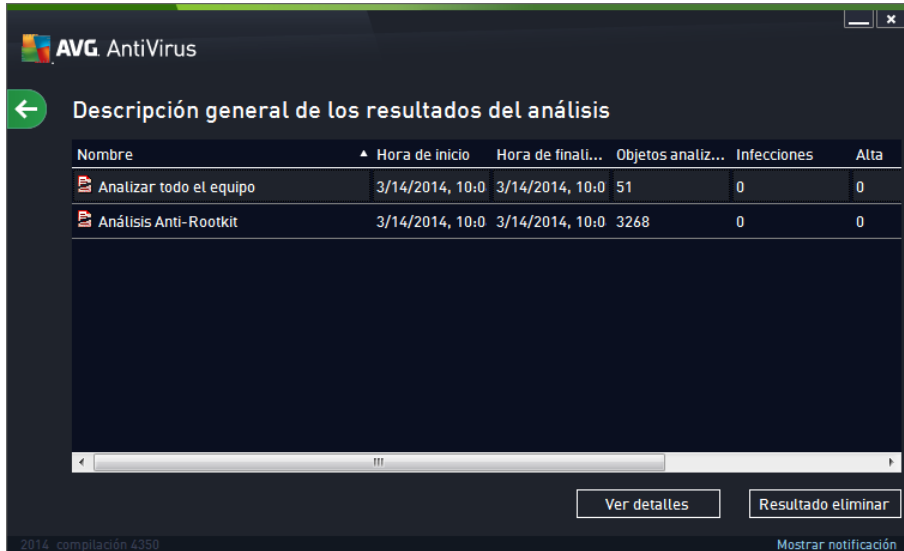 AVG AntiVirus
Descripción general de los resultados del análisis
Nombre Hora de inicio Hora de finali... Objetos analiz... Infecciones Alta
Analizar todo el equipo 3/14/2014, 10:0 3/14/2014, 10:0 51 0 0
Análisis Anti-Rootkit 3/14/2014, 10:0 3/14/2014, 10:0 3268 0 0
Ver detalles Resultado eliminar
2014 compilación 4350 Mostrar notificación